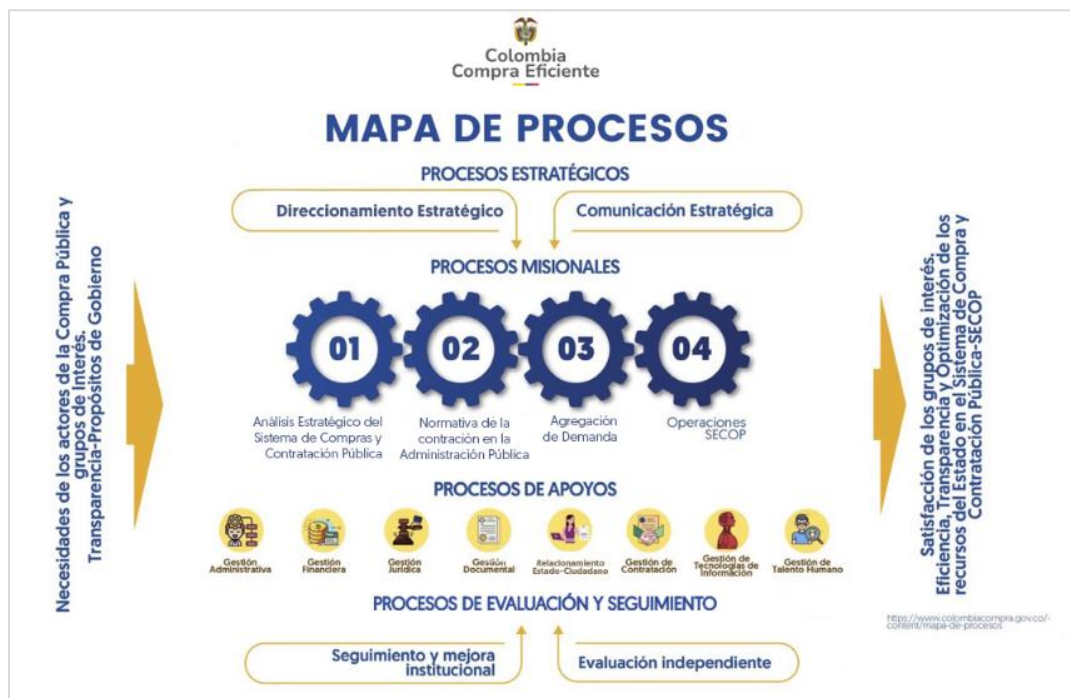 Colombia
Compra Eficiente
MAPA DE PROCESOS
PROCESOS ESTRATÉGICOS
Direccionamiento Estratégico
Comunicación Estratégica
Necesidades de los actores de la Compra Pública y
grupos de Interés.
Transparencia-Propósitos de Gobierno
PROCESOS MISIONALES
01
02
03
04
Análisis Estratégico del
Sistema de Compras y
Contratación Pública
Normativa de la
contración en la
Administración Pública
Agregación
de Demanda
Operaciones
SECOP
PROCESOS DE APOYOS
Gestión
Administrativa
Gestión
Financiera
Gestión
Jurídica
Gestión
Documental
Relacionamiento
Estado-Ciudadano
Gestión de
Contratación
Gestión de
Tecnologías de
Información
Gestión de
Talento Humano
PROCESOS DE EVALUACIÓN Y SEGUIMIENTO
Seguimiento y mejora
institucional
Evaluación independiente
Satisfacción de los grupos de interés.
Eficiencia, Transparencia y Optimización de los
recursos del Estado en el Sistema de Compra y
Contratación Pública-SECOP
https://www.colombiacompra.gov.co/-
content/mapa-de-procesos